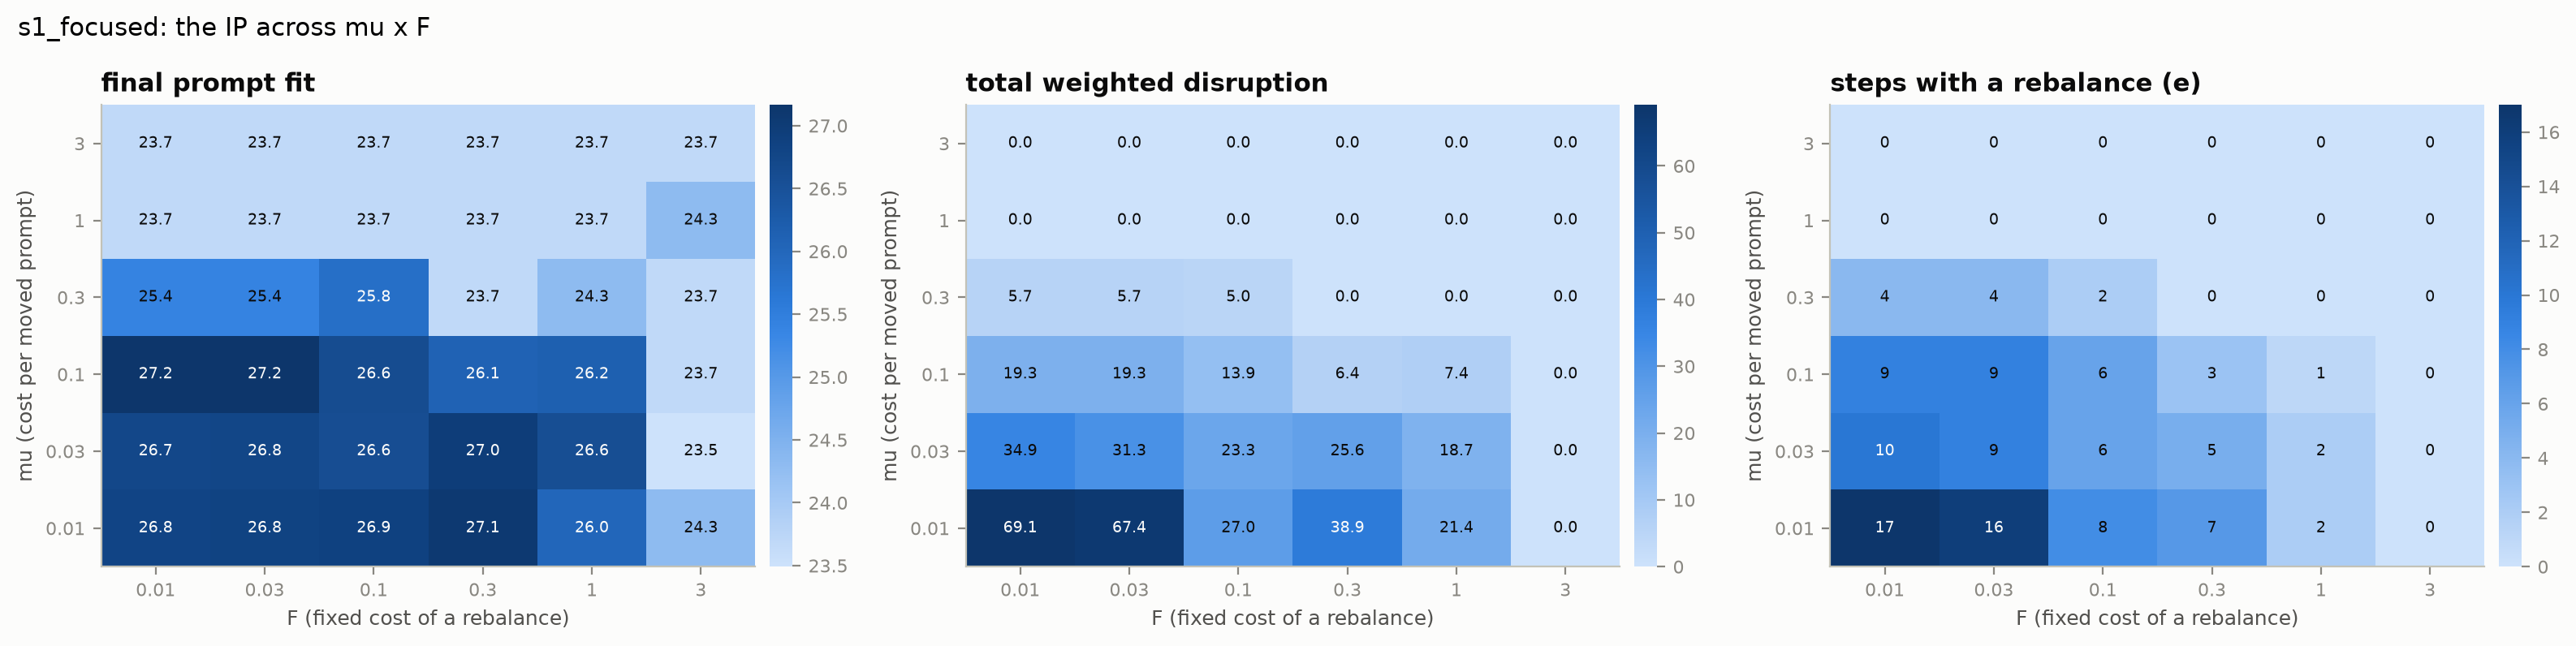 s1_focused: the IP across mu x F
final prompt fit
mu (cost per moved prompt)
3 23.7 23.7 23.7 23.7 23.7 23.7
1 23.7 23.7 23.7 23.7 23.7 24.3
0.3 25.4 25.4 25.8 23.7 24.3 23.7
0.1 27.2 27.2 26.6 26.1 26.2 23.7
0.03 26.7 26.8 26.6 27.0 26.6 23.5
0.01 26.8 26.8 26.9 27.1 26.0 24.3
0.01 0.03 0.1 0.3 1 3
F (fixed cost of a rebalance)
27.0
26.5
26.0
25.5
25.0
24.5
24.0
23.5
total weighted disruption
mu (cost per moved prompt)
3 0.0 0.0 0.0 0.0 0.0 0.0
1 0.0 0.0 0.0 0.0 0.0 0.0
0.3 5.7 5.7 5.0 0.0 0.0 0.0
0.1 19.3 19.3 13.9 6.4 7.4 0.0
0.03 34.9 31.3 23.3 25.6 18.7 0.0
0.01 69.1 67.4 27.0 38.9 21.4 0.0
0.01 0.03 0.1 0.3 1 3
F (fixed cost of a rebalance)
60
50
40
30
20
10
0
steps with a rebalance (e)
mu (cost per moved prompt)
3 0 0 0 0 0 0
1 0 0 0 0 0 0
0.3 4 4 2 0 0 0
0.1 9 9 6 3 1 0
0.03 10 9 6 5 2 0
0.01 17 16 8 7 2 0
0.01 0.03 0.1 0.3 1 3
F (fixed cost of a rebalance)
16
14
12
10
8
6
4
2
0